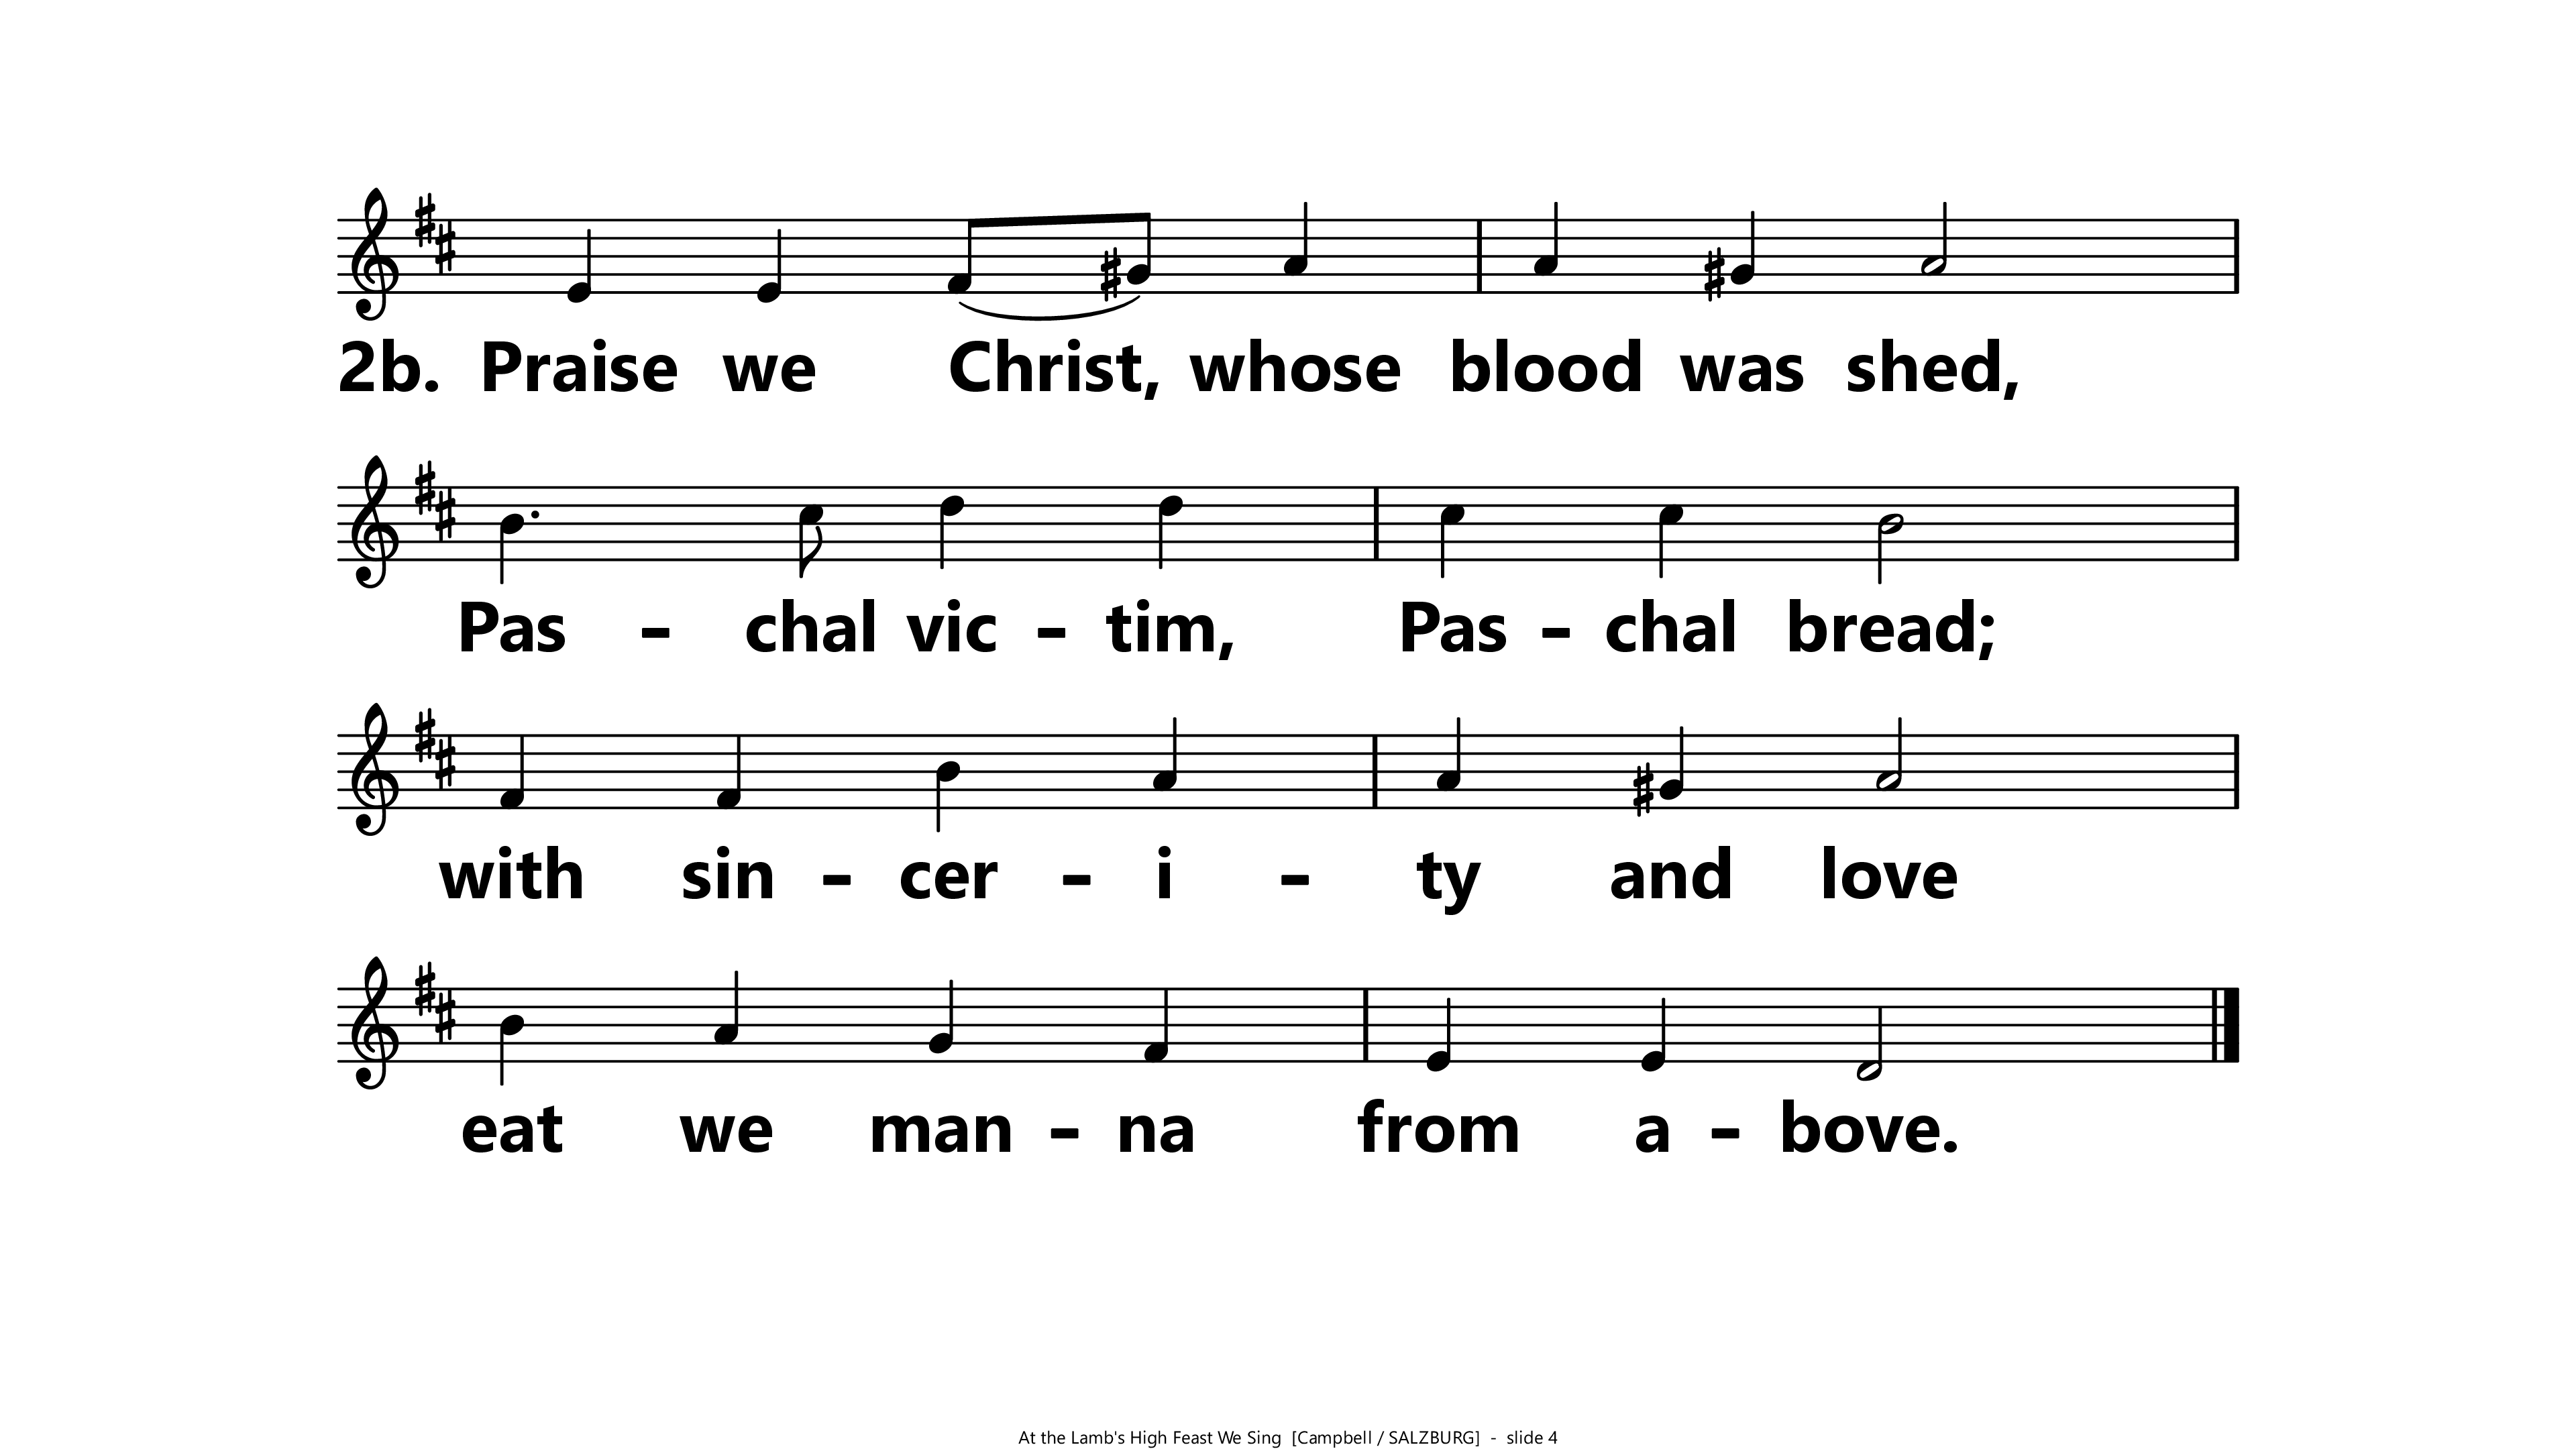 2b. Praise we Christ, whose blood was shed,
Pas - chal vic - tim, Pas - chal bread;
with sin - cer - i - ty and love
eat we man - na from a - bove.
At the Lamb's High Feast We Sing [Campbell / SALZBURG] - slide 4